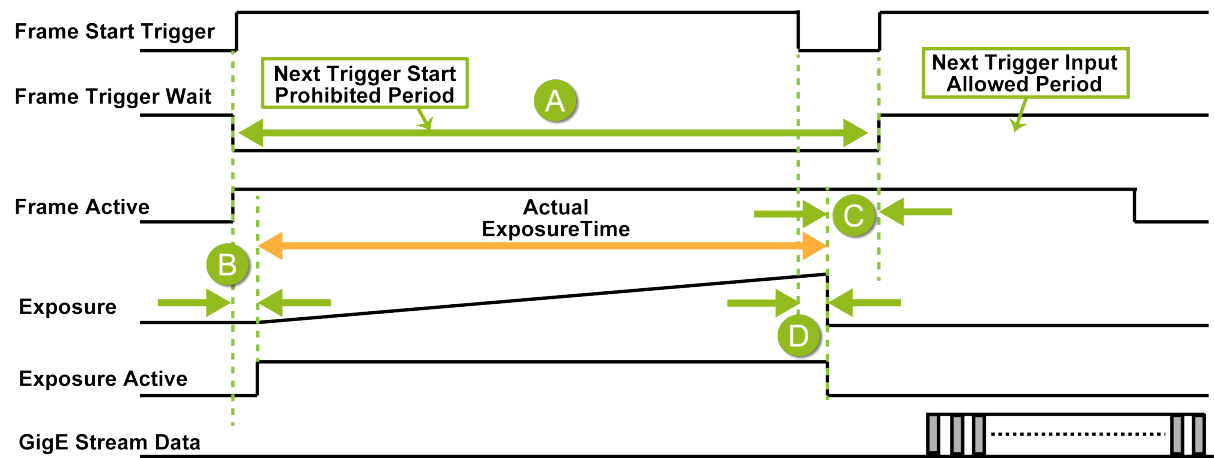 Frame Start Trigger
Next Trigger Start
Prohibited Period
A
Next Trigger Input
Allowed Period
Frame Trigger Wait
Frame Active
Actual
ExposureTime
C
B
Exposure
D
Exposure Active
GigE Stream Data